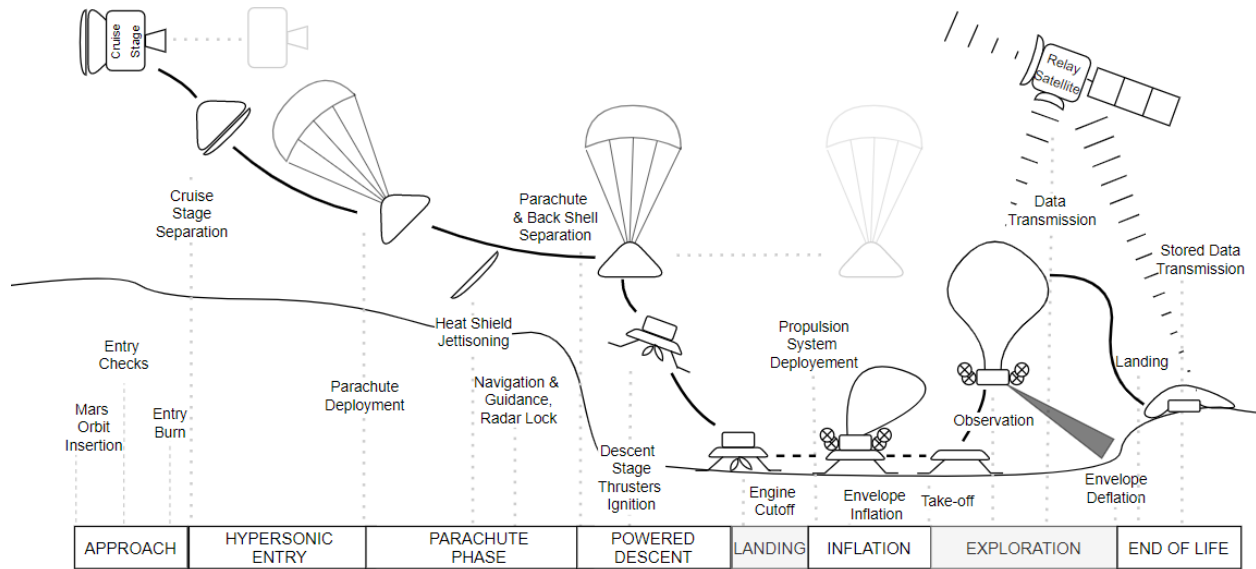 Cruise
Stage
Relay
Satellite
Cruise
Stage
Separation
Parachute
& Back Shell
Separation
Data
Transmission
Stored Data
Transmission
Heat Shield
Jettisoning
Propulsion
System
Deployement
Entry
Checks
Landing
Parachute
Deployment
Navigation &
Guidance,
Radar Lock
Mars
Orbit
Insertion
Entry
Burn
Observation
Descent
Stage
Thrusters
Ignition
Engine
Cutoff
Envelope
Inflation
Take-off
Envelope
Deflation
APPROACH
HYPERSONIC
ENTRY
PARACHUTE
PHASE
POWERED
DESCENT
LANDING
INFLATION
EXPLORATION
END OF LIFE